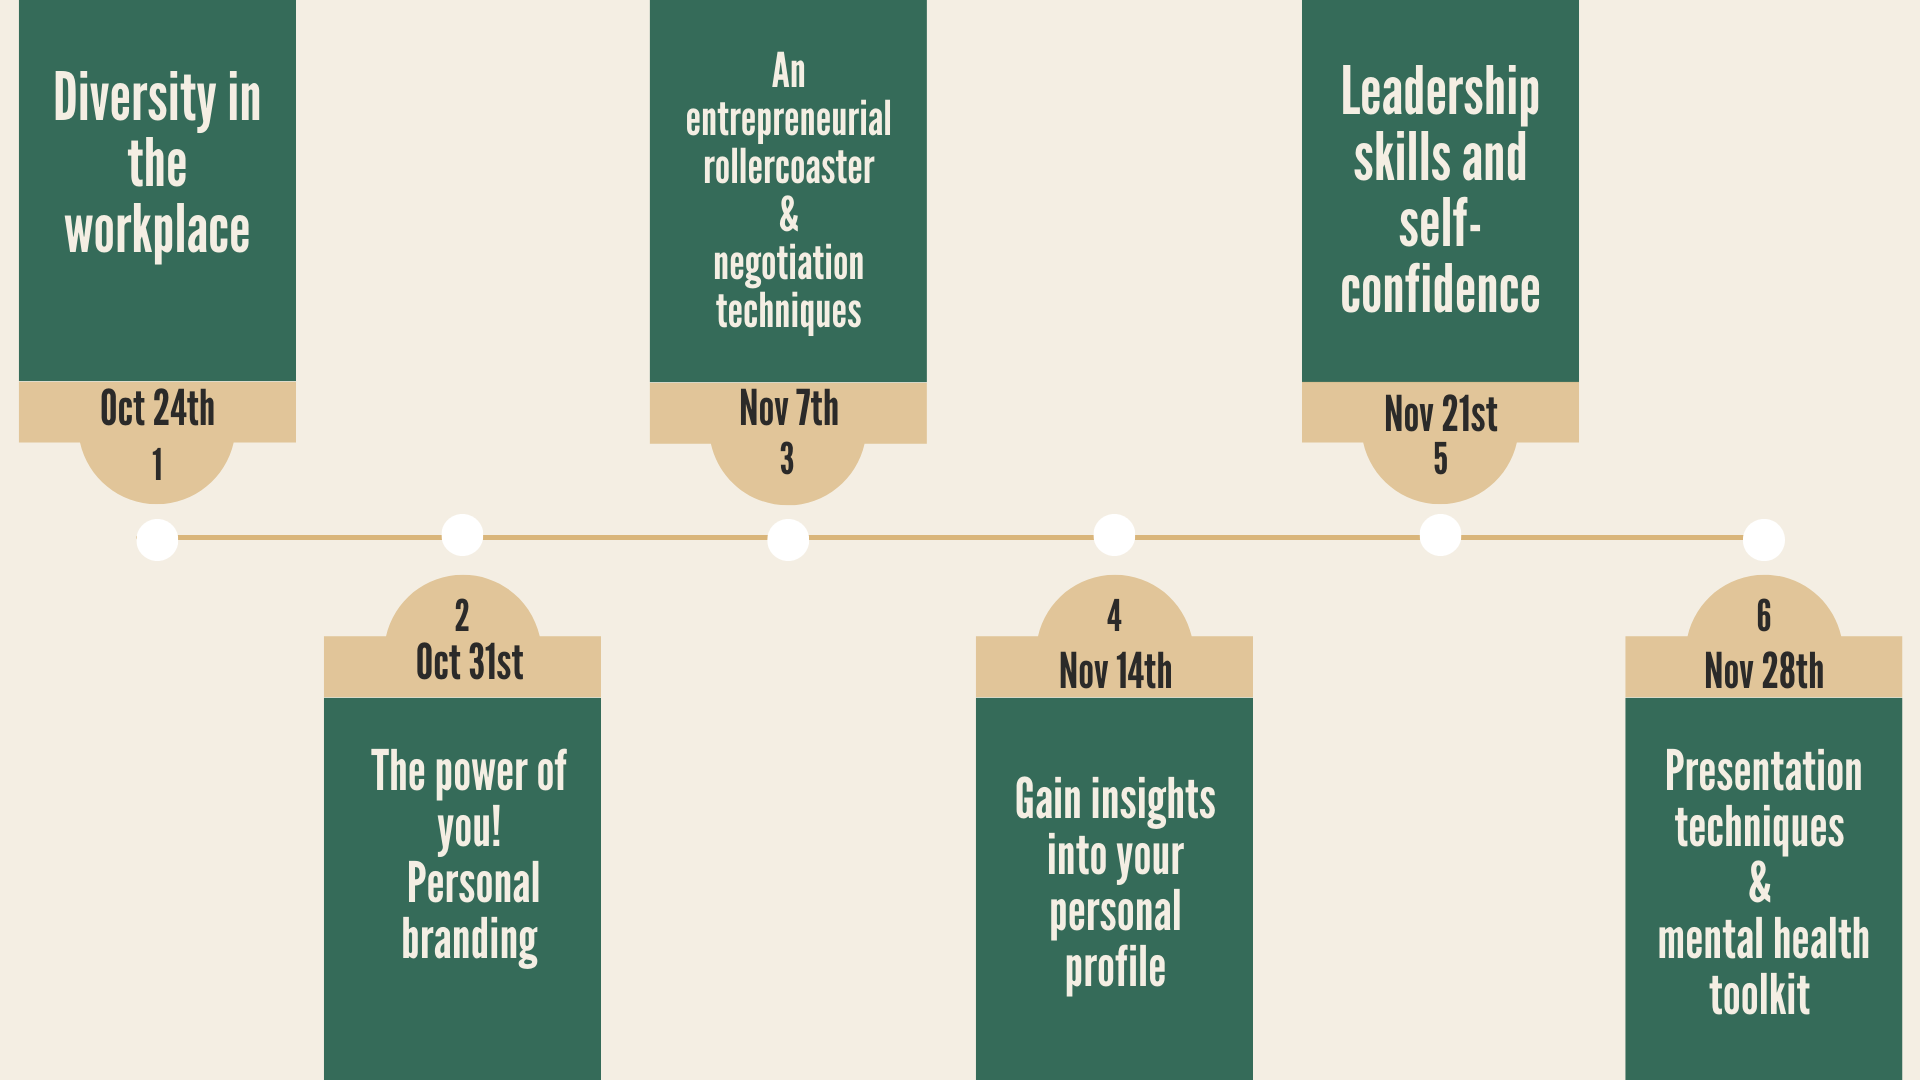 Diversity in
the
workplace
Oct 24th
1
2
Oct 31st
The power of
you!
Personal
branding
An
entrepreneurial
rollercoaster
&
negotiation
techniques
Nov 7th
3
4
Nov 14th
Gain insights
into your
personal
profile
Leadership
skills and
self-
confidence
Nov 21st
5
6
Nov 28th
Presentation
techniques
&
mental health
toolkit